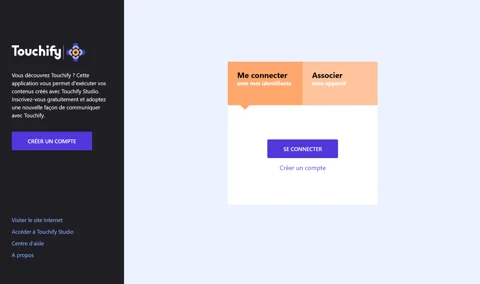 Touchify
Vous découvrez Touchify ? Cette
application vous permet d'exécuter vos
contenus créés avec Touchify Studio.
Inscrivez-vous gratuitement et adoptez
une nouvelle façon de communiquer
avec Touchify.
CRÉER UN COMPTE
Visiter le site Internet
Accéder à Touchify Studio
Centre d'aide
A propos
Me connecter
avec mes identifiants
Associer
mon appareil
SE CONNECTER
Créer un compte